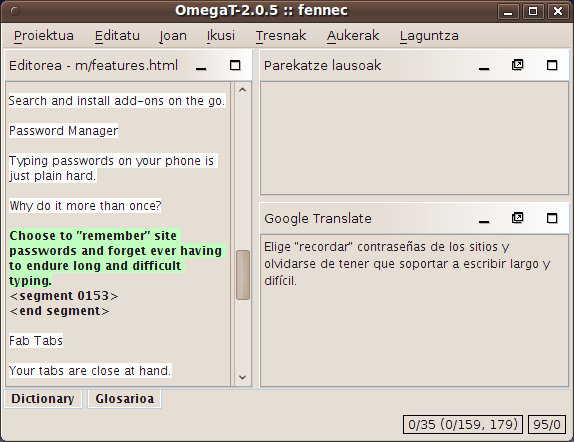 OmegaT-2.0.5 :: fennec
Proiektua Editatu Joan Ikusi Tresnak Aukerak Laguntza
Editorea - m/features.html
Search and install add-ons on the go.
Password Manager
Typing passwords on your phone is
just plain hard.
Why do it more than once?
Choose to "remember" site
passwords and forget ever having
to endure long and difficult
typing.
<segment 0153>
<end segment>
Fab Tabs
Your tabs are close at hand.
Parekatze lausoak
Google Translate
Elige "recordar" contraseñas de los sitios y
olvidarse de tener que soportar a escribir largo y
difícil.
Dictionary Glosarioa
0/35 (0/159, 179) 95/0